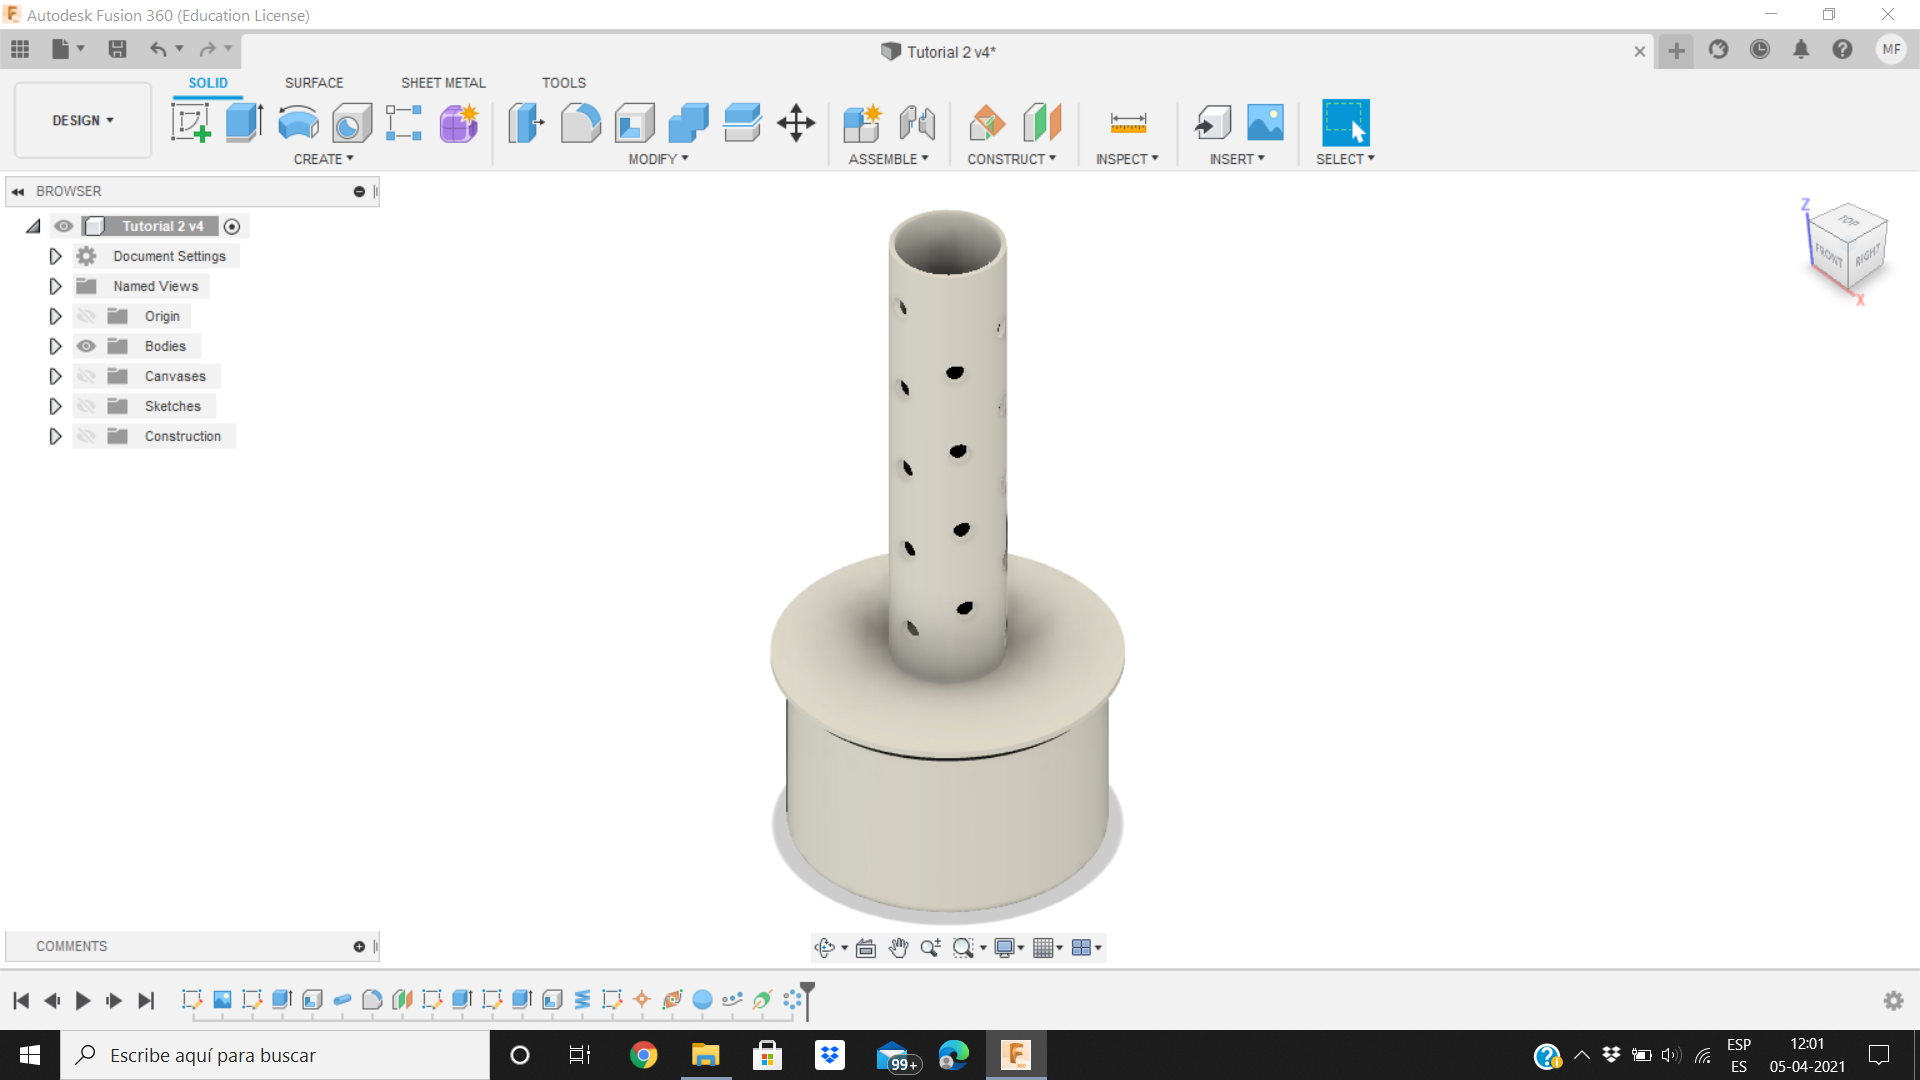 Autodesk Fusion 360 (Education License)
Tutorial 2 v4*
MF
SOLID SURFACE SHEET METAL TOOLS
DESIGN
CREATE MODIFY ASSEMBLE CONSTRUCT INSPECT INSERT SELECT
BROWSER
Tutorial 2 v4
Document Settings
Named Views
Origin
Bodies
Canvases
Sketches
Construction
Z
TOP
FRONT
RIGHT
X
COMMENTS
Escribe aquí para buscar
99+
ESP
ES
12:01
05-04-2021